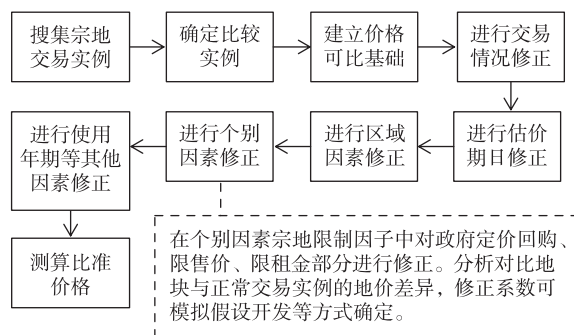 搜集宗地
交易实例
确定比较
实例
建立价格
可比基础
进行交易
情况修正
进行估价
期日修正
进行区域
因素修正
进行个别
因素修正
进行使用
年期等其他
因素修正
测算比准
价格
在个别因素宗地限制因子中对政府定价回购、
限售价、限租金部分进行修正。分析对比地
块与正常交易实例的地价差异，修正系数可
模拟假设开发等方式确定。